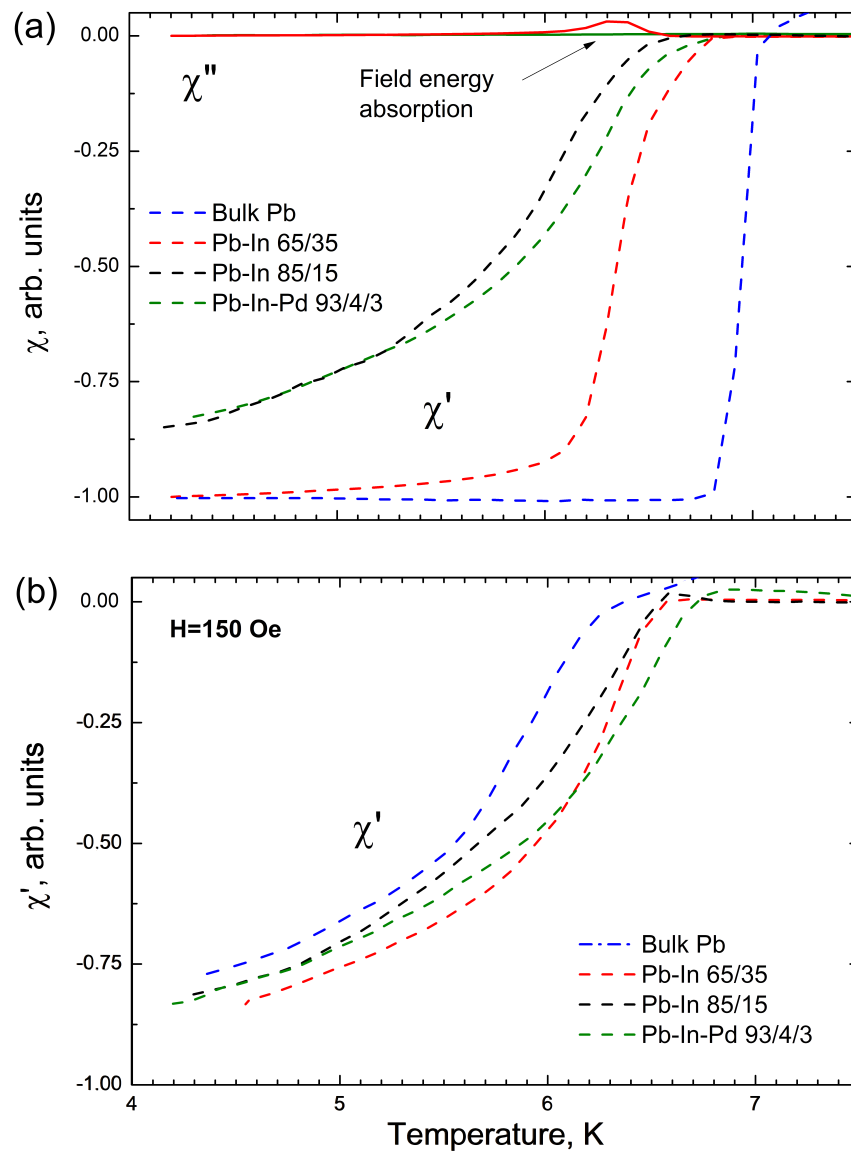 (a)
0.00
-0.25
-0.50
-0.75
-1.00
χ, arb. units
χ''
Field energy
absorption
Bulk Pb
Pb-In 65/35
Pb-In 85/15
Pb-In-Pd 93/4/3
χ'
(b)
0.00
-0.25
-0.50
-0.75
-1.00
χ', arb. units
H=150 Oe
χ'
Bulk Pb
Pb-In 65/35
Pb-In 85/15
Pb-In-Pd 93/4/3
4 5 6 7
Temperature, K